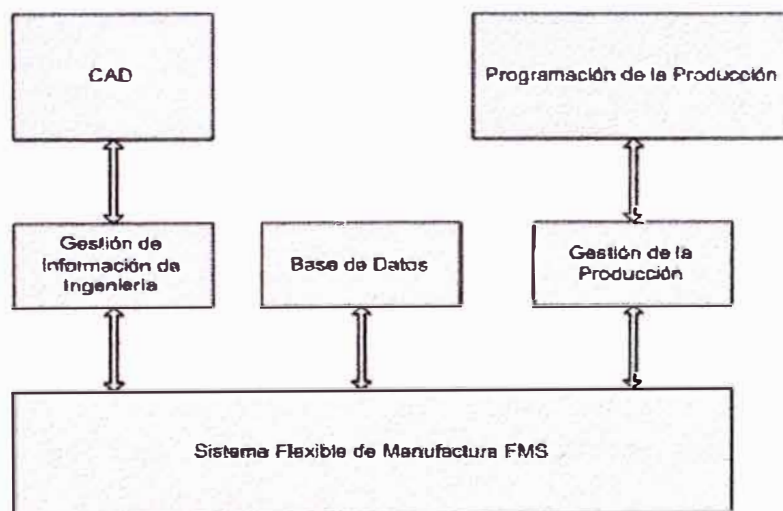 CAD
Programación de la Producción
Gestión de
Información de
Ingeniería
Base de Datos
Gestión de la
Producción
Sistema Flexible de Manufactura FMS